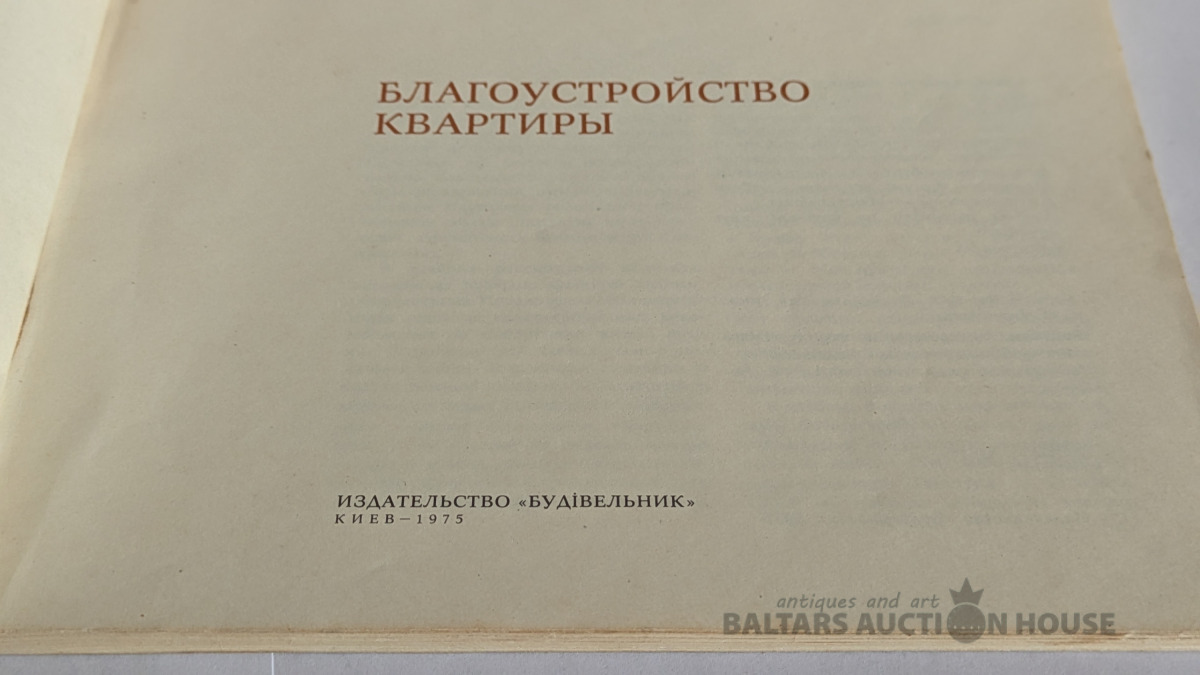 БЛАГОУСТРОЙСТВО
КВАРТИРЫ
ИЗДАТЕЛЬСТВО «БУДІВЕЛЬНИК»
КИЕВ—1975
antiques and art
BALTARS AUCTION HOUSE